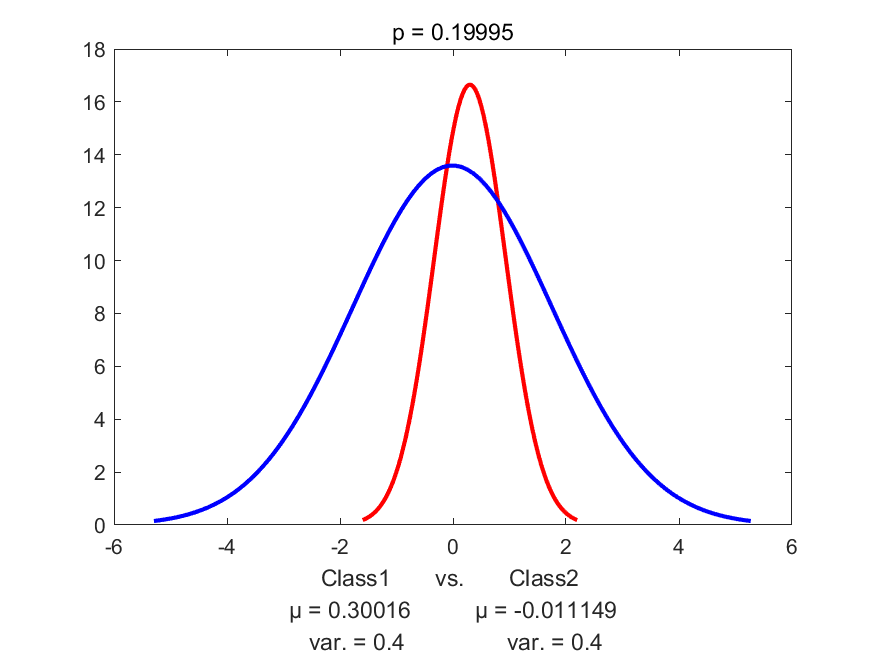 p = 0.19995
18
16
14
12
10
8
6
4
2
0
-6 -4 -2 0 2 4 6
Class1 vs. Class2
μ = 0.30016 μ = -0.011149
var. = 0.4 var. = 0.4